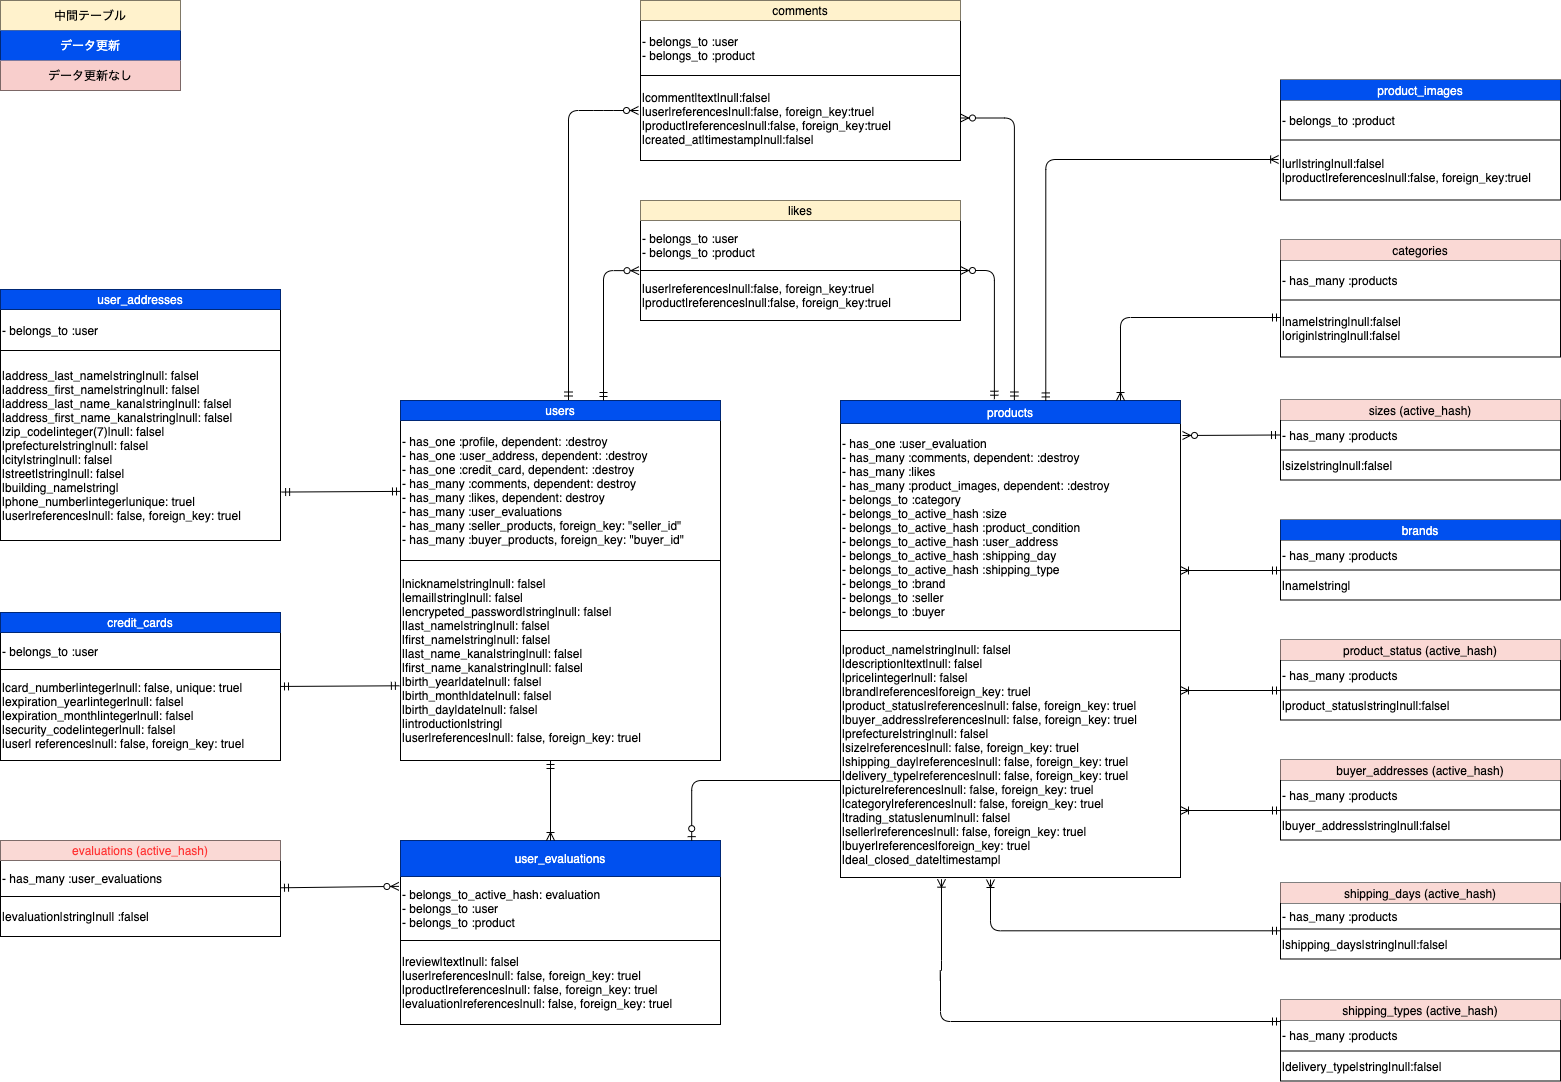 中間テーブル
データ更新
データ更新なし
comments
- belongs_to :user
- belongs_to :product
|comment|text|null:false|
|user|references|null:false, foreign_key:true|
|product|references|null:false, foreign_key:true|
|created_at|timestamp|null:false|
likes
- belongs_to :user
- belongs_to :product
|user|references|null:false, foreign_key:true|
|product|references|null:false, foreign_key:true|
product_images
- belongs_to :product
|url|string|null:false|
|product|references|null:false, foreign_key:true|
categories
- has_many :products
|name|string|null:false|
|origin|string|null:false|
user_addresses
- belongs_to :user
|address_last_name|string|null: false|
|address_first_name|string|null: false|
|address_last_name_kana|string|null: false|
|address_first_name_kana|string|null: false|
|zip_code|integer(7)|null: false|
|prefecture|string|null: false|
|city|string|null: false|
|street|string|null: false|
|building_name|string|
|phone_number|integer|unique: true|
|user|references|null: false, foreign_key: true|
users
- has_one :profile, dependent: :destroy
- has_one :user_address, dependent: :destroy
- has_one :credit_card, dependent: :destroy
- has_many :comments, dependent: destroy
- has_many :likes, dependent: destroy
- has_many :user_evaluations
- has_many :seller_products, foreign_key: "seller_id"
- has_many :buyer_products, foreign_key: "buyer_id"
|nickname|string|null: false|
|email|string|null: false|
|encrypeted_password|string|null: false|
|last_name|string|null: false|
|first_name|string|null: false|
|last_name_kana|string|null: false|
|first_name_kana|string|null: false|
|birth_year|date|null: false|
|birth_month|date|null: false|
|birth_day|date|null: false|
|introduction|string|
|user|references|null: false, foreign_key: true|
products
- has_one :user_evaluation
- has_many :comments, dependent: :destroy
- has_many :likes
- has_many :product_images, dependent: :destroy
- belongs_to :category
- belongs_to_active_hash :size
- belongs_to_active_hash :product_condition
- belongs_to_active_hash :user_address
- belongs_to_active_hash :shipping_day
- belongs_to_active_hash :shipping_type
- belongs_to :brand
- belongs_to :seller
- belongs_to :buyer
|product_name|string|null: false|
|description|text|null: false|
|price|integer|null: false|
|brand|references|foreign_key: true|
|product_status|references|null: false, foreign_key: true|
|buyer_address|references|null: false, foreign_key: true|
|prefecture|string|null: false|
|size|references|null: false, foreign_key: true|
|shipping_day|references|null: false, foreign_key: true|
|delivery_type|references|null: false, foreign_key: true|
|picture|references|null: false, foreign_key: true|
|category|references|null: false, foreign_key: true|
|trading_status|enum|null: false|
|seller|references|null: false, foreign_key: true|
|buyer|references|foreign_key: true|
|deal_closed_date|timestamp|
sizes (active_hash)
- has_many :products
|size|string|null:false|
brands
- has_many :products
|name|string|
product_status (active_hash)
- has_many :products
|product_status|string|null:false|
buyer_addresses (active_hash)
- has_many :products
|buyer_address|string|null:false|
shipping_days (active_hash)
- has_many :products
|shipping_days|string|null:false|
shipping_types (active_hash)
- has_many :products
|delivery_type|string|null:false|
credit_cards
- belongs_to :user
|card_number|integer|null: false, unique: true|
|expiration_year|integer|null: false|
|expiration_month|integer|null: false|
|security_code|integer|null: false|
|user| references|null: false, foreign_key: true|
evaluations (active_hash)
- has_many :user_evaluations
|evaluation|string|null :false|
user_evaluations
- belongs_to_active_hash: evaluation
- belongs_to :user
- belongs_to :product
|review|text|null: false|
|user|references|null: false, foreign_key: true|
|product|references|null: false, foreign_key: true|
|evaluation|references|null: false, foreign_key: true|